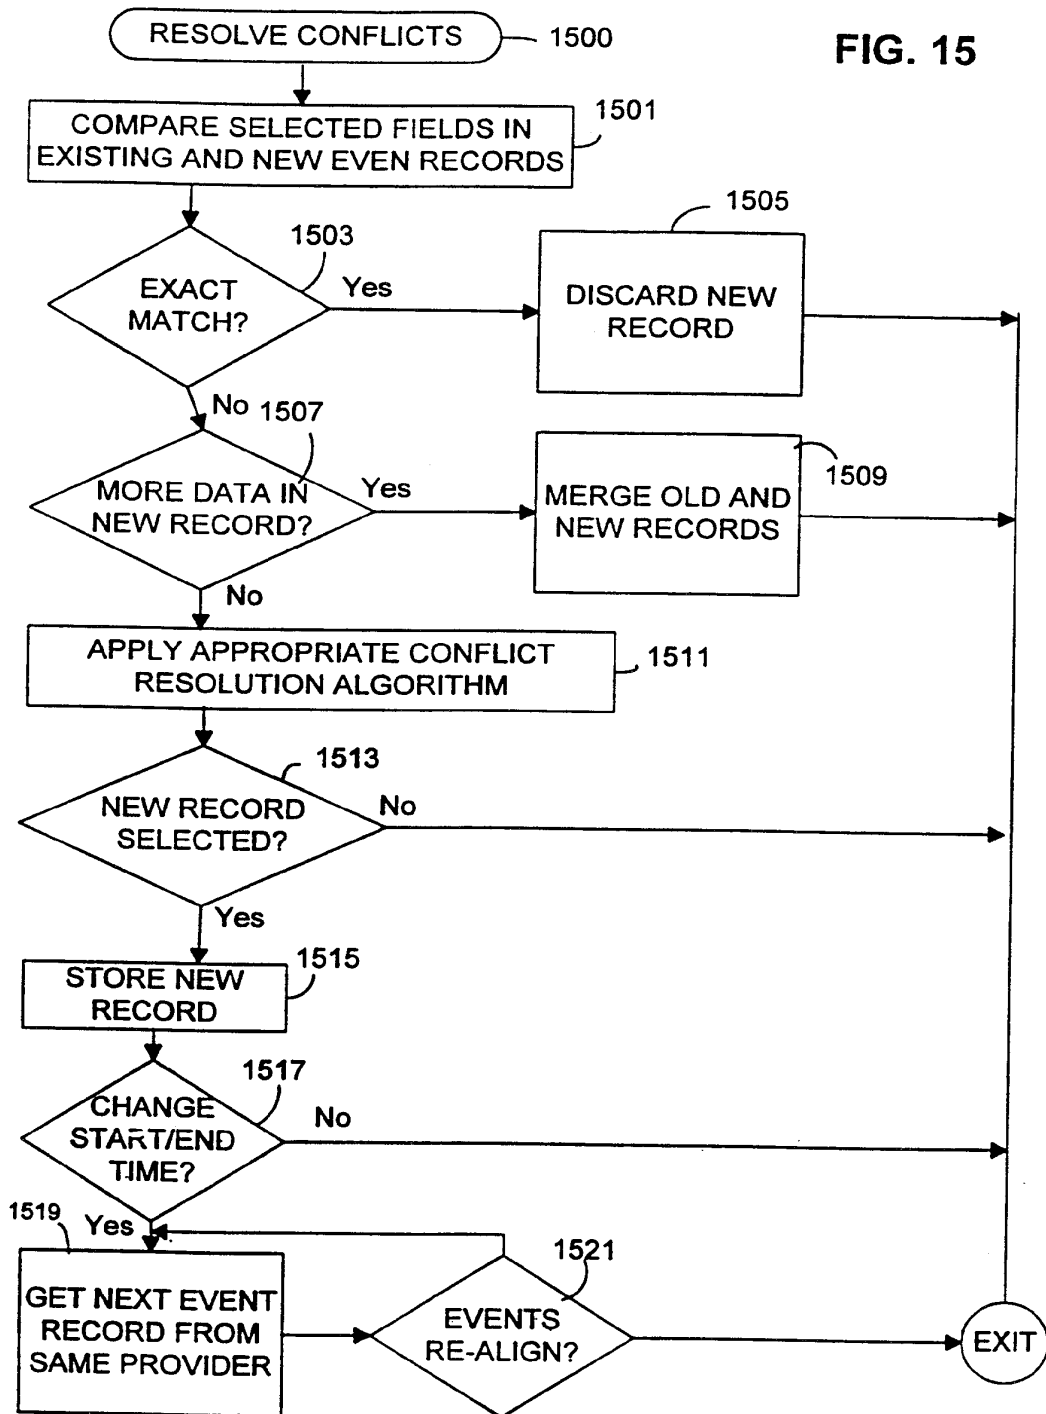 RESOLVE CONFLICTS
1500
FIG. 15
1501
COMPARE SELECTED FIELDS IN
EXISTING AND NEW EVEN RECORDS
1503
EXACT
MATCH?
Yes
1505
DISCARD NEW
RECORD
No
1507
MORE DATA IN
NEW RECORD?
Yes
1509
MERGE OLD AND
NEW RECORDS
No
APPLY APPROPRIATE CONFLICT
RESOLUTION ALGORITHM
1511
1513
NEW RECORD
SELECTED?
No
Yes
STORE NEW
RECORD
1515
1517
CHANGE
START/END
TIME?
No
1519
Yes
GET NEXT EVENT
RECORD FROM
SAME PROVIDER
1521
EVENTS
RE-ALIGN?
EXIT